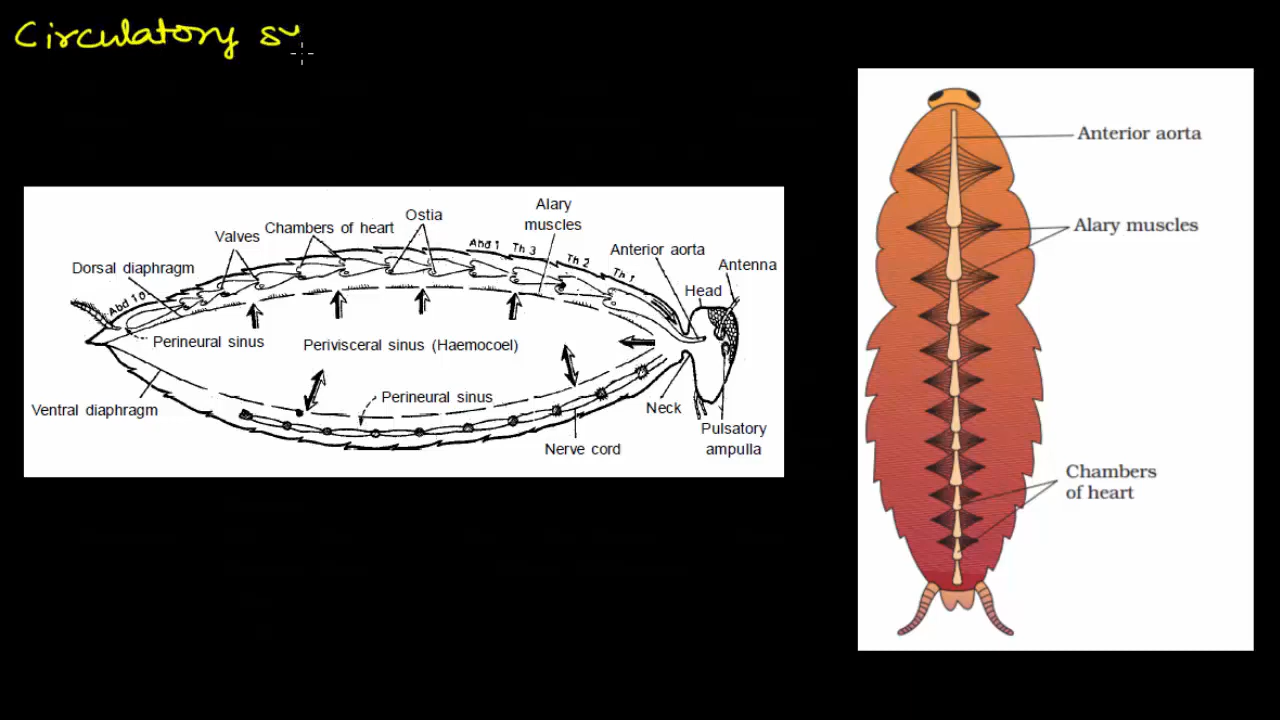 Circulatory sy
Alary
muscles
Ostia
Chambers of heart
Valves
Abd 1
Th 3
Th 2
Th 1
Anterior aorta
Antenna
Dorsal diaphragm
Head
Abd 10
Perineural sinus
Perivisceral sinus (Haemocoel)
Perineural sinus
Ventral diaphragm
Neck
Pulsatory
ampulla
Nerve cord
Anterior aorta
Alary muscles
Chambers
of heart